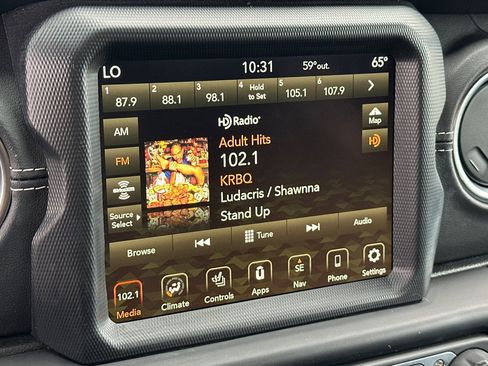 LO 10:31 59°out. 65°
1 87.9 2 88.1 3 98.1 4 Hold to Set 5 105.1 6 107.9
AM
HD Radio
Map
Adult Hits
FM
102.1
HD
KRBQ
SiriusXM
Ludacris / Shawnna
Source Select
Stand Up
Browse Tune Audio
102.1 SE
Media Climate Controls Apps Nav Phone Settings